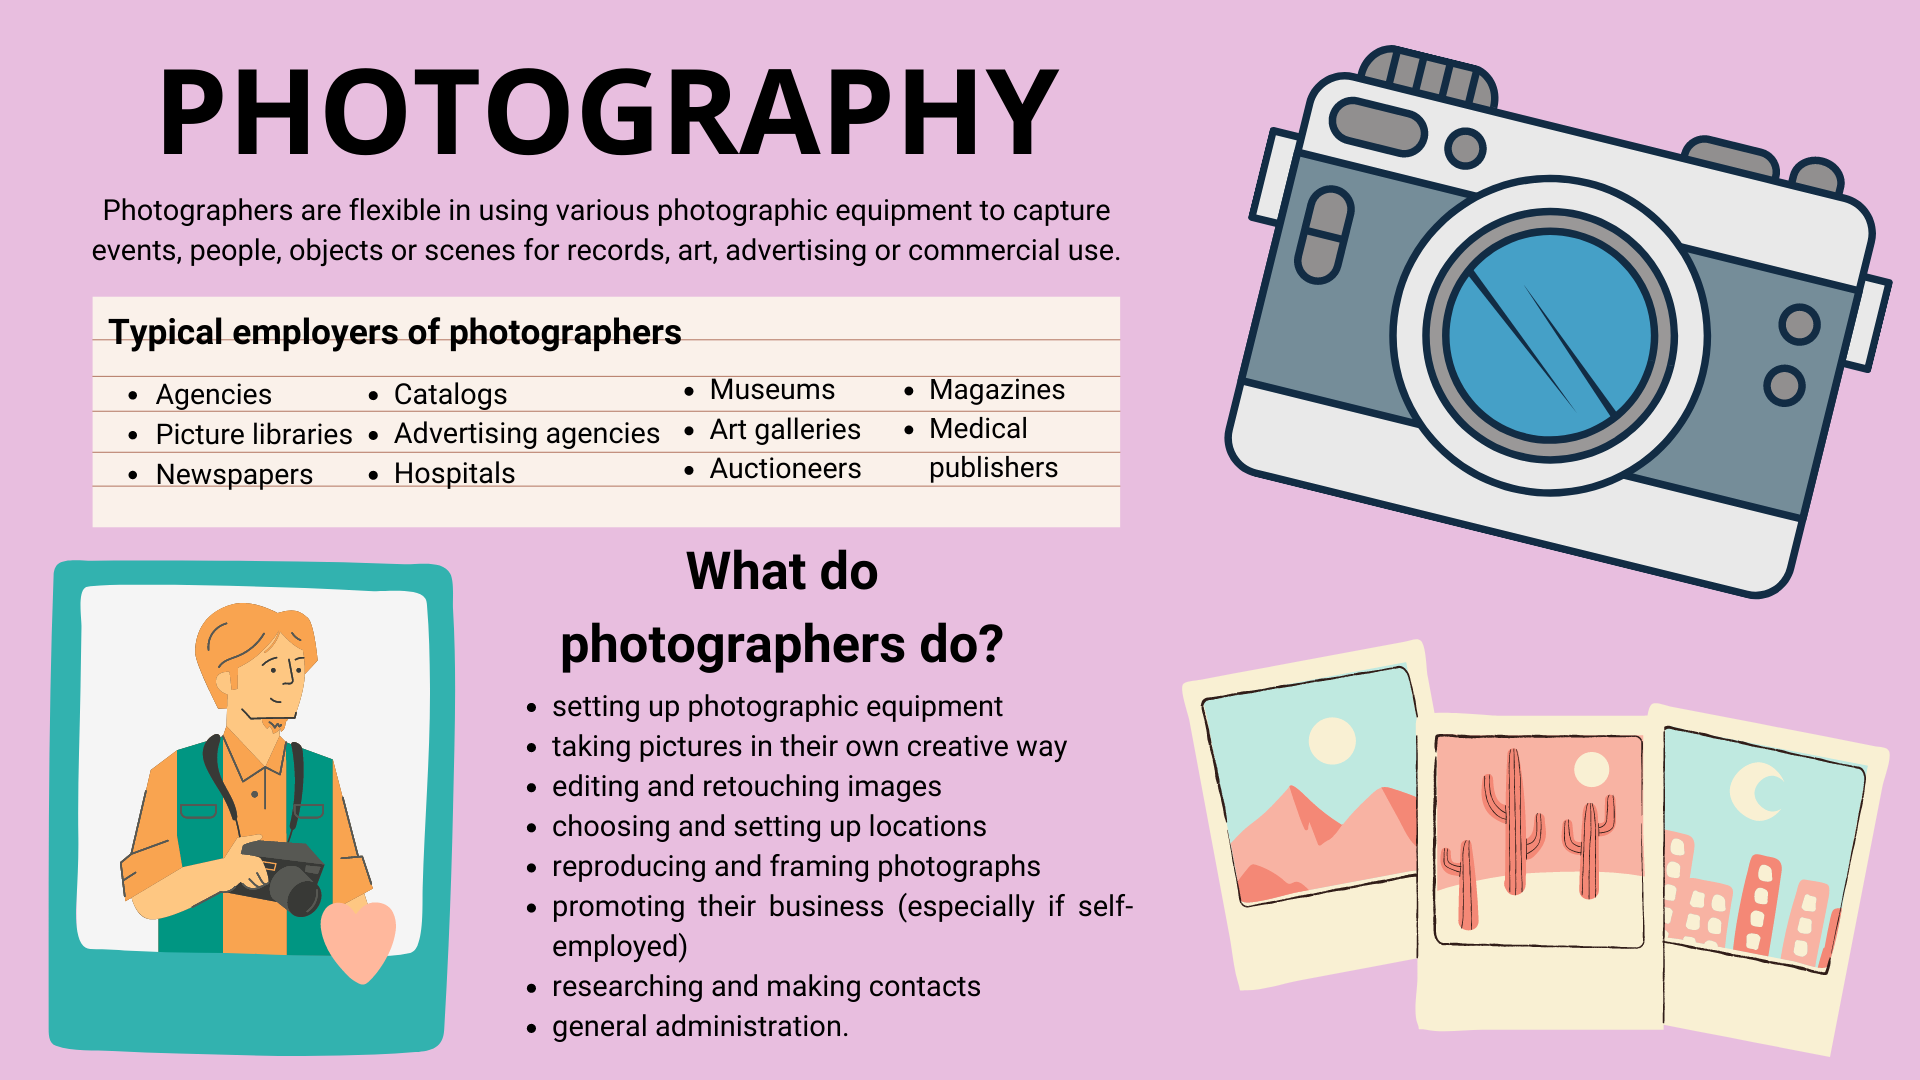 PHOTOGRAPHY
Photographers are flexible in using various photographic equipment to capture
events, people, objects or scenes for records, art, advertising or commercial use.
Typical employers of photographers
• Agencies
• Picture libraries
• Newspapers
• Catalogs
• Advertising agencies
• Hospitals
• Museums
• Art galleries
• Auctioneers
• Magazines
• Medical
publishers
What do
photographers do?
• setting up photographic equipment
• taking pictures in their own creative way
• editing and retouching images
• choosing and setting up locations
• reproducing and framing photographs
• promoting their business (especially if self-
employed)
• researching and making contacts
• general administration.